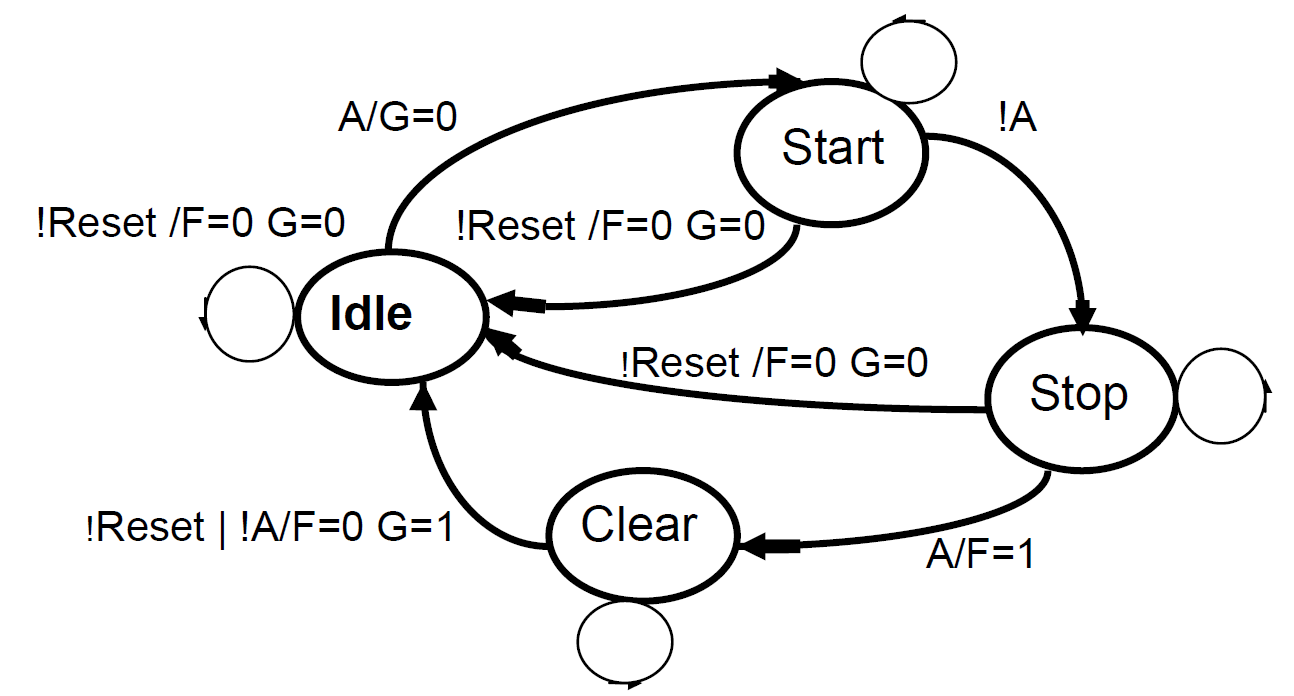 A/G=0
!A
Start
!Reset /F=0 G=0
!Reset /F=0 G=0
Idle
!Reset /F=0 G=0
Stop
!Reset | !A/F=0 G=1
Clear
A/F=1